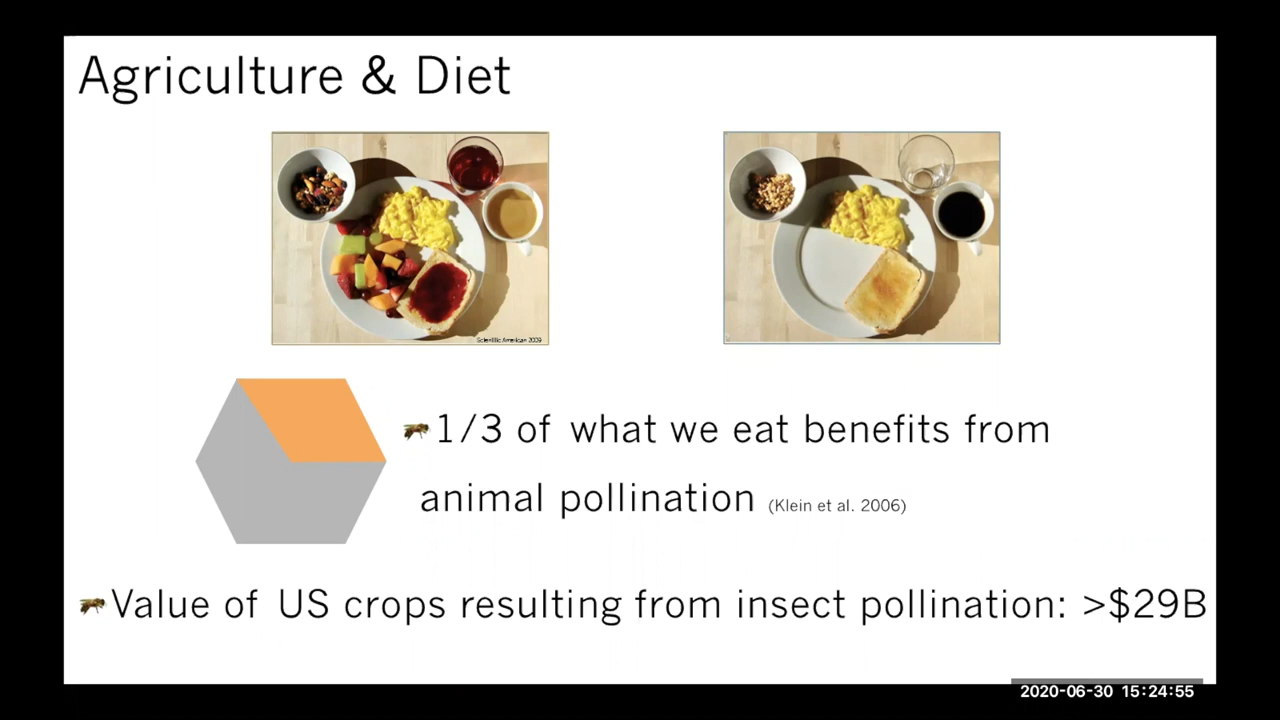 Agriculture & Diet
Scientific American 2009
1/3 of what we eat benefits from
animal pollination (Klein et al. 2006)
Value of US crops resulting from insect pollination: >$29B
2020-06-30 15:24:55